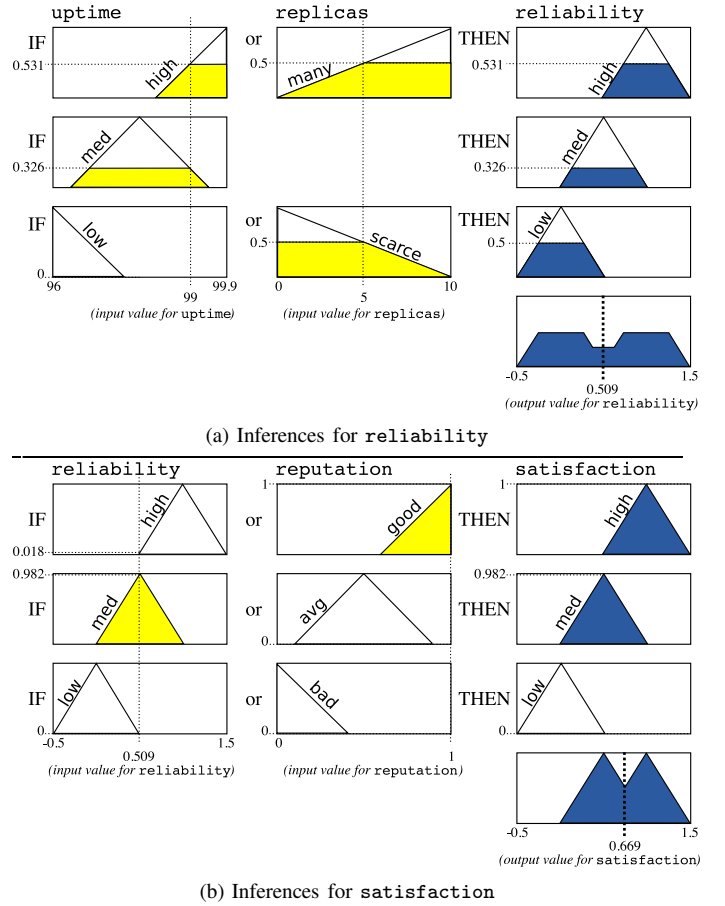 uptime replicas reliability
IF high or many THEN high
0.531 0.5 0.531
IF med THEN med
0.326 0.326
IF low or scarce THEN low
0.5 0.5
0
96 99 99.9 0 5 10
(input value for uptime) (input value for replicas)
-0.5 0.509 1.5
(output value for reliability)
(a) Inferences for reliability
reliability reputation satisfaction
1 1
IF high or good THEN high
0.018
0.982 0.982
IF med or avg THEN med
0
IF low or bad THEN low
0 0 0
-0.5 0.509 1.5 0 1
(input value for reliability) (input value for reputation)
-0.5 0.669 1.5
(output value for satisfaction)
(b) Inferences for satisfaction